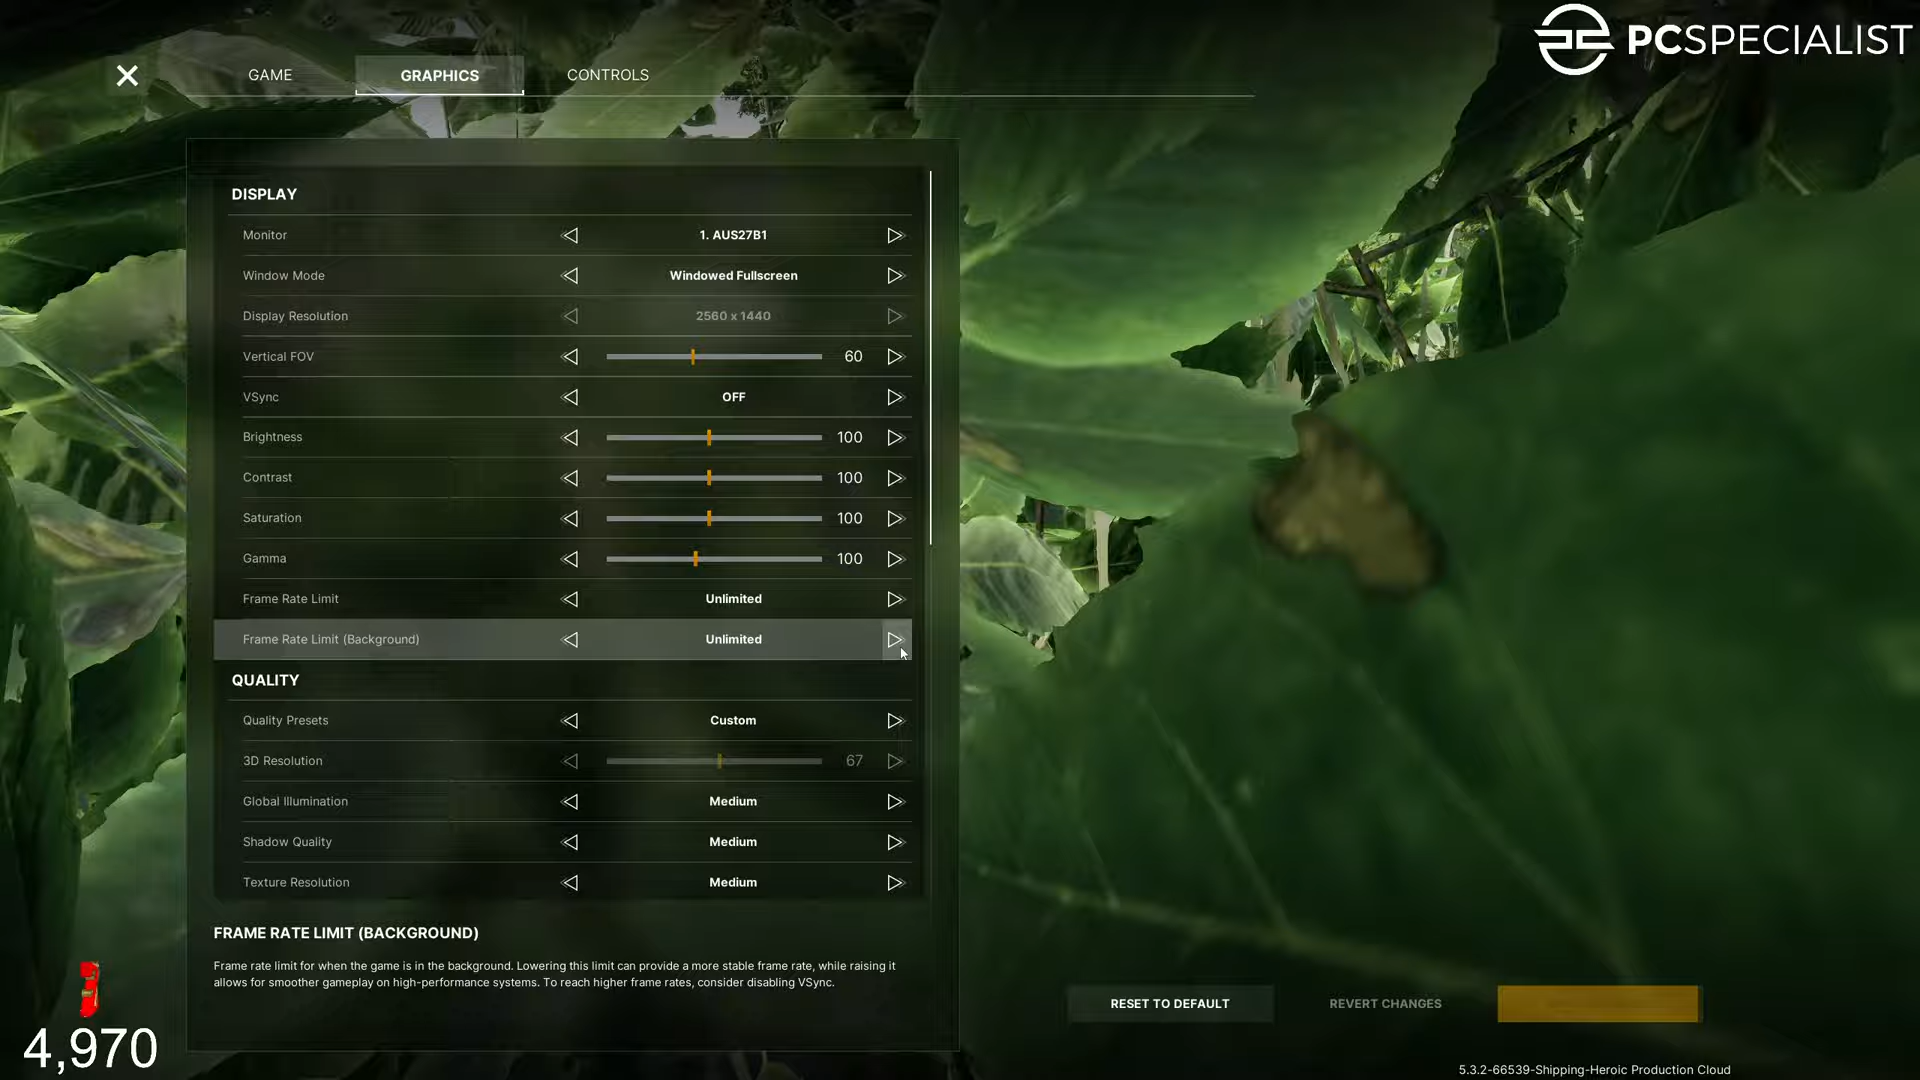 PCSPECIALIST
GAME
GRAPHICS
CONTROLS
DISPLAY
Monitor
1. AUS27B1
Window Mode
Windowed Fullscreen
Display Resolution
2560 x 1440
Vertical FOV
60
VSync
OFF
Brightness
100
Contrast
100
Saturation
100
Gamma
100
Frame Rate Limit
Unlimited
Frame Rate Limit (Background)
Unlimited
QUALITY
Quality Presets
Custom
3D Resolution
67
Global Illumination
Medium
Shadow Quality
Medium
Texture Resolution
Medium
FRAME RATE LIMIT (BACKGROUND)
Frame rate limit for when the game is in the background. Lowering this limit can provide a more stable frame rate, while raising it
allows for smoother gameplay on high-performance systems. To reach higher frame rates, consider disabling VSync.
RESET TO DEFAULT
REVERT CHANGES
4,970
5.3.2-66539-Shipping-Heroic Production Cloud